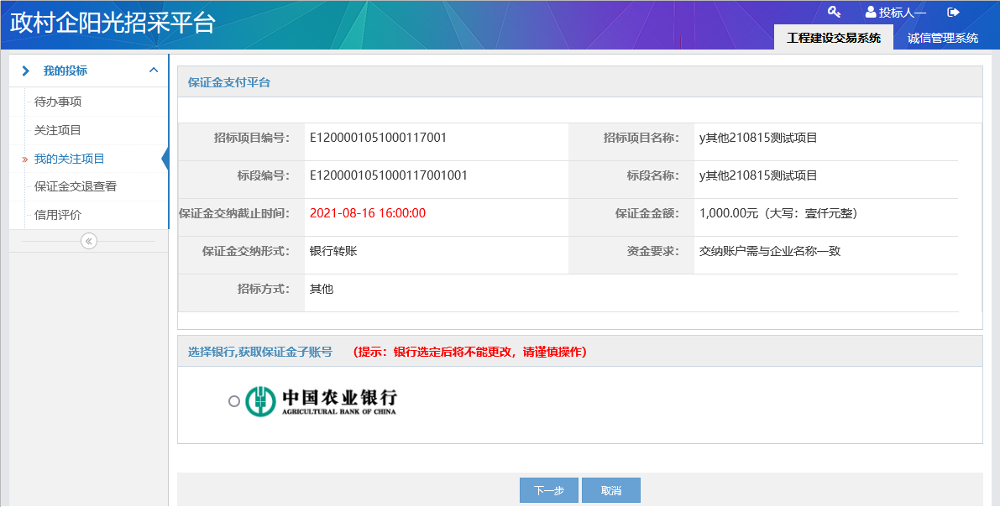 政村企阳光招采平台
投标人一
工程建设交易系统 诚信管理系统
我的投标
待办事项
关注项目
» 我的关注项目
保证金交退查看
信用评价
«
保证金支付平台
招标项目编号： E1200001051000117001 招标项目名称： y其他210815测试项目
标段编号： E1200001051000117001001 标段名称： y其他210815测试项目
保证金交纳截止时间： 2021-08-16 16:00:00 保证金金额： 1,000.00元（大写：壹仟元整）
保证金交纳形式： 银行转账 资金要求： 交纳账户需与企业名称一致
招标方式： 其他
选择银行,获取保证金子账号 （提示：银行选定后将不能更改，请谨慎操作）
中国农业银行
AGRICULTURAL BANK OF CHINA
下一步 取消